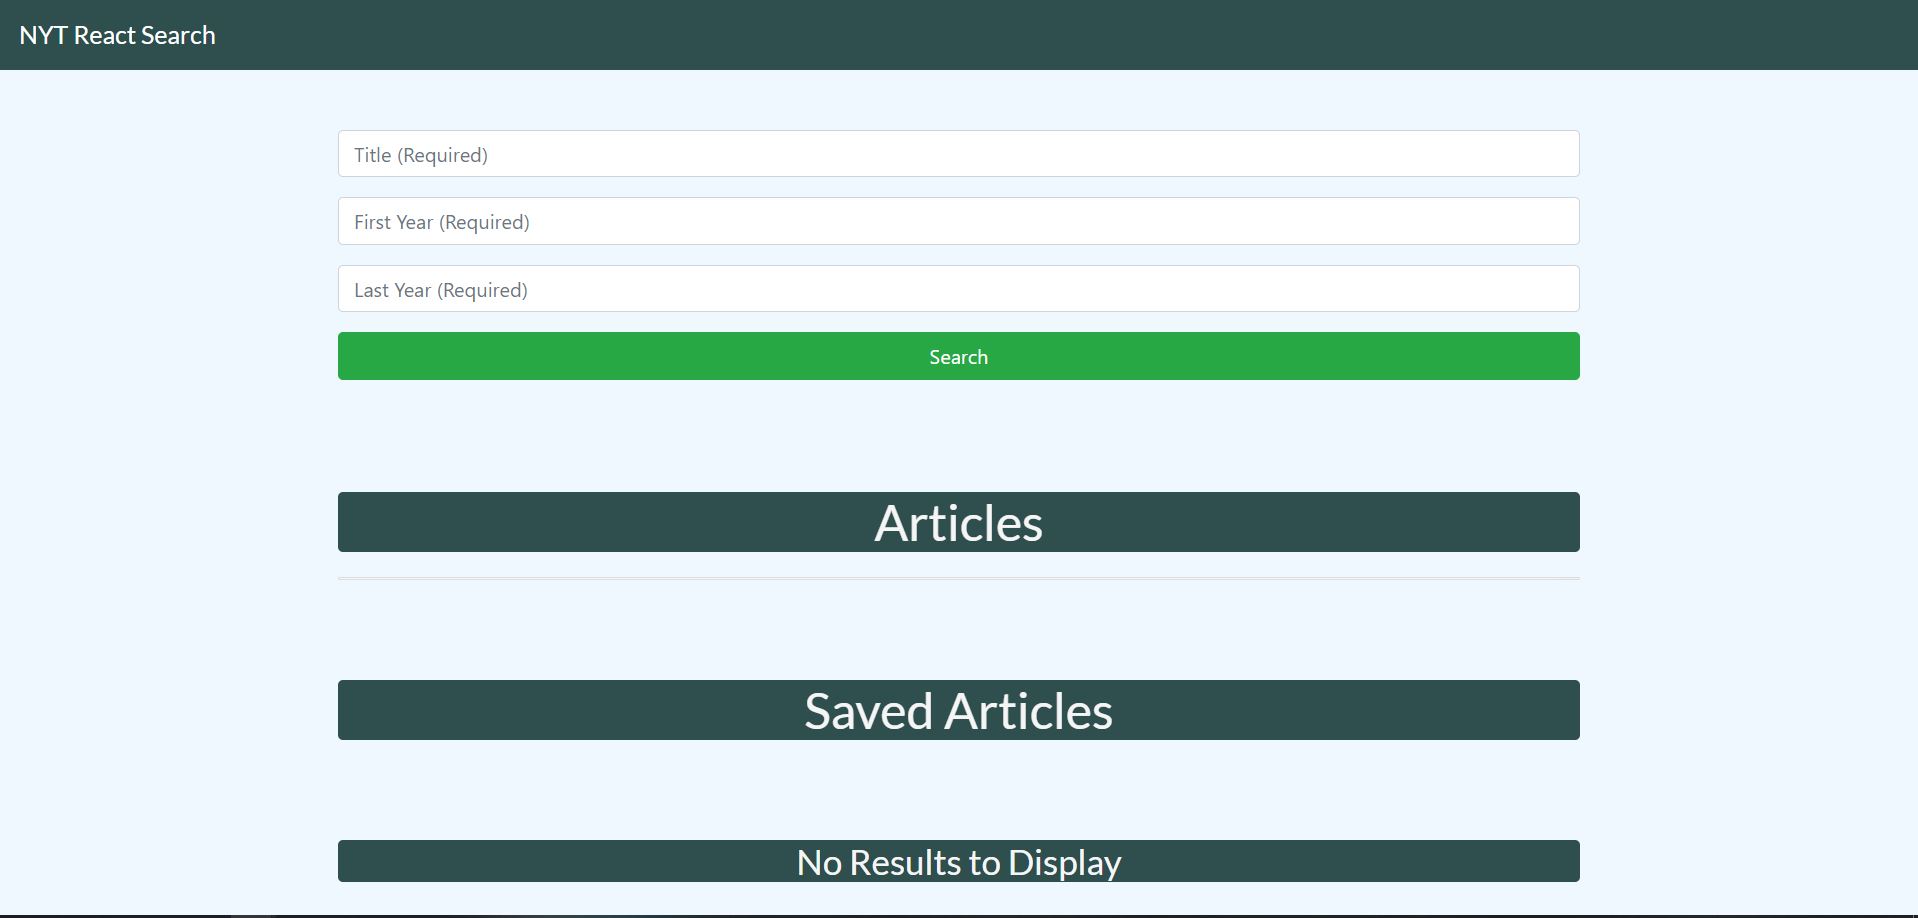 NYT React Search
Title (Required)
First Year (Required)
Last Year (Required)
Search
Articles
Saved Articles
No Results to Display